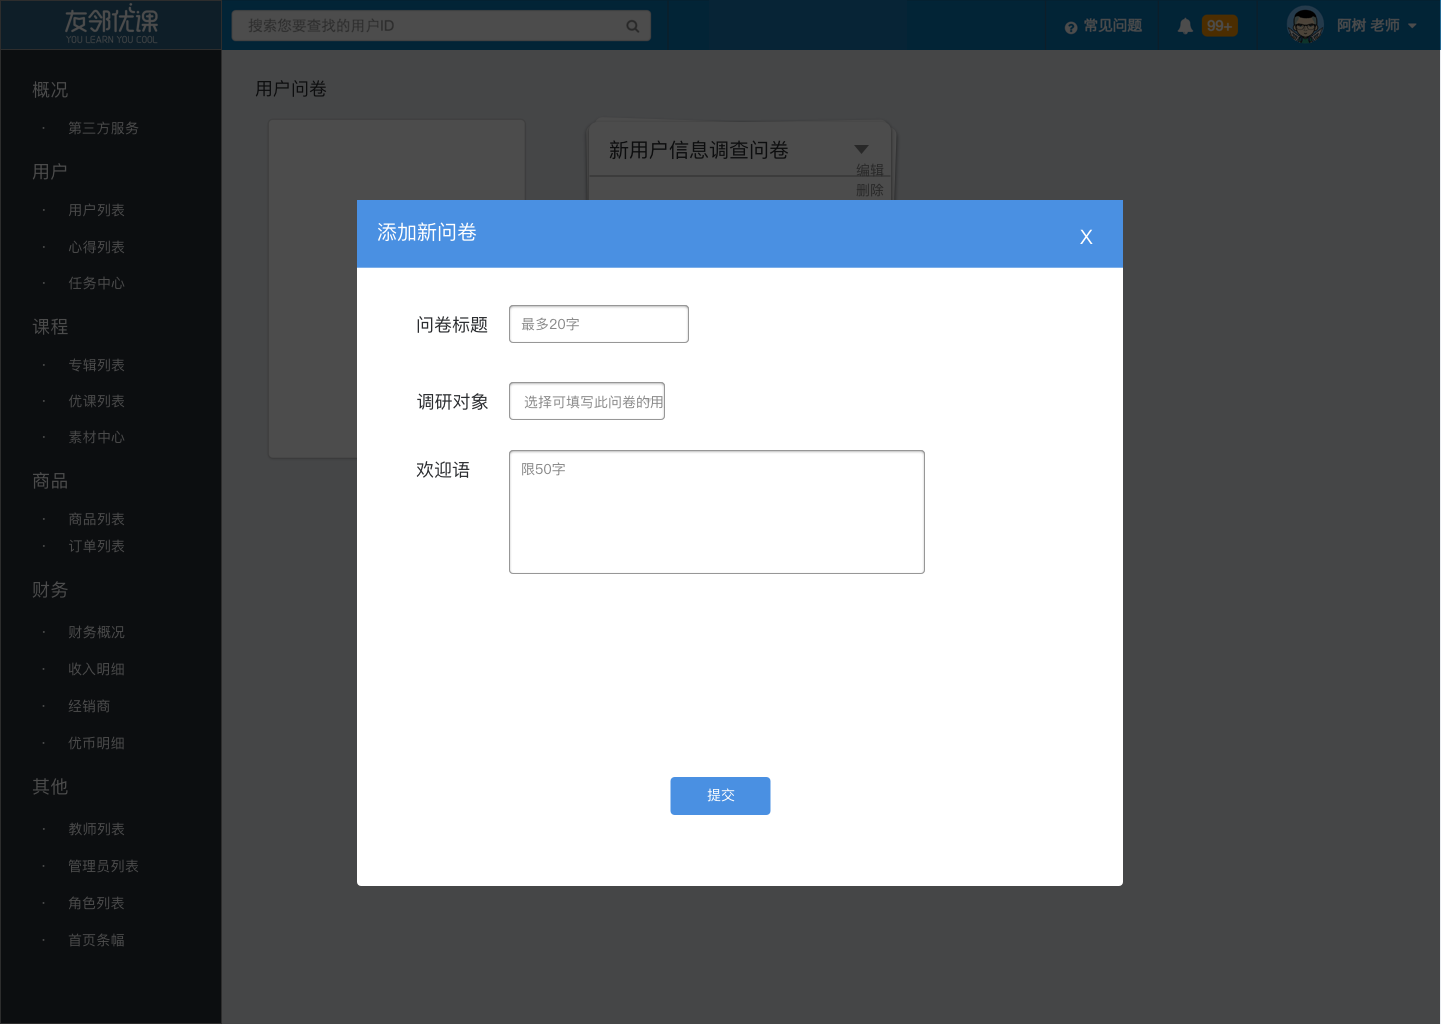 友邻优课
YOU LEARN YOU COOL
搜索您要查找的用户ID
常见问题
99+
阿树 老师
概况
· 第三方服务
用户
· 用户列表
· 心得列表
· 任务中心
课程
· 专辑列表
· 优课列表
· 素材中心
商品
· 商品列表
· 订单列表
财务
· 财务概况
· 收入明细
· 经销商
· 优币明细
其他
· 教师列表
· 管理员列表
· 角色列表
· 首页条幅
用户问卷
新用户信息调查问卷
编辑
删除
添加新问卷
X
问卷标题
最多20字
调研对象
选择可填写此问卷的用
欢迎语
限50字
提交